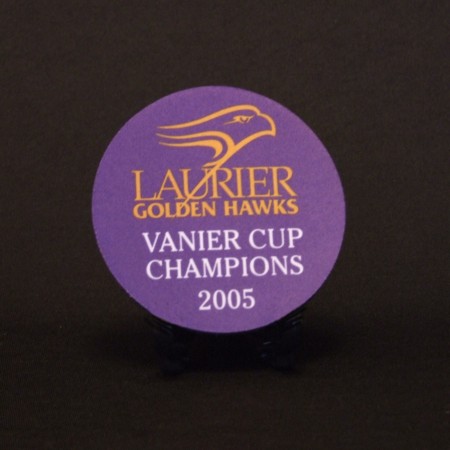 LAURIER
GOLDEN HAWKS
VANIER CUP
CHAMPIONS
2005